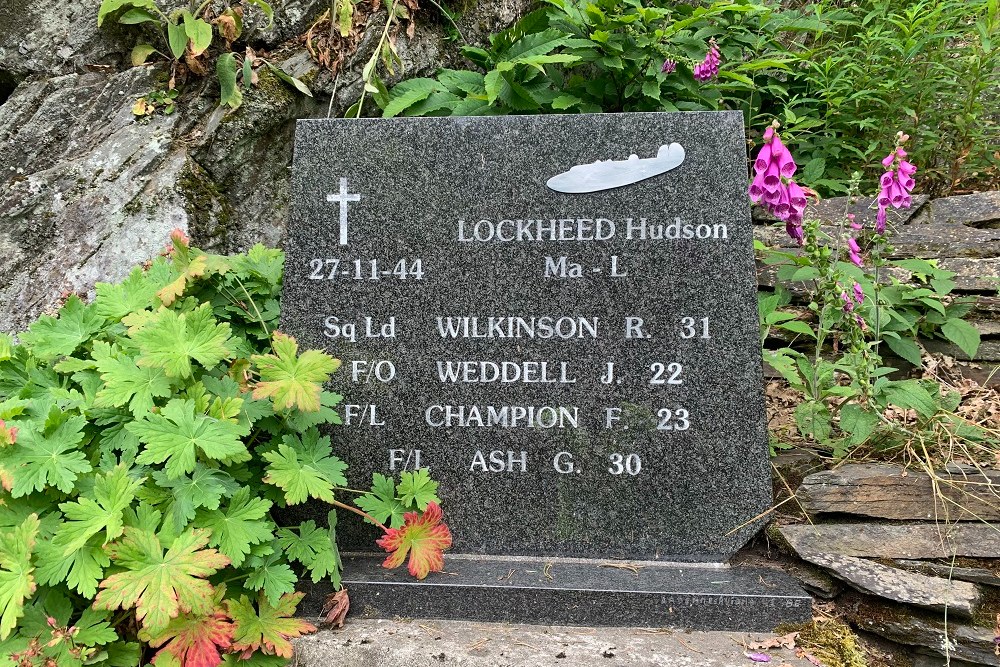 LOCKHEED Hudson
27-11-44 Ma - L
Sq Ld WILKINSON R. 31
F/O WEDDELL J. 22
F/L CHAMPION F. 23
F/L ASH G. 30